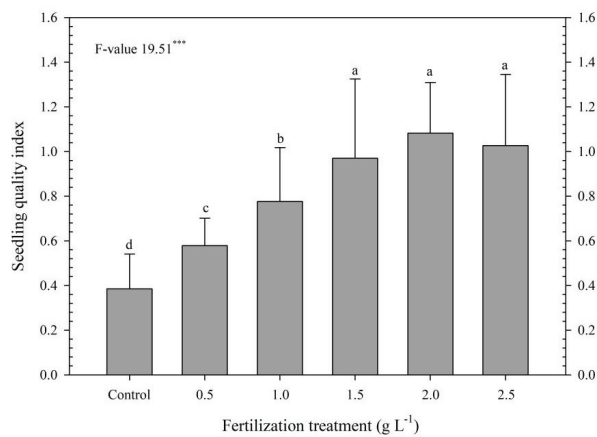 F-value 19.51***
Seedling quality index
1.6 1.6
1.4 1.4
1.2 1.2
1.0 1.0
0.8 0.8
0.6 0.6
0.4 0.4
0.2 0.2
0.0 0.0
d c b a a a
Control 0.5 1.0 1.5 2.0 2.5
Fertilization treatment (g L⁻¹)